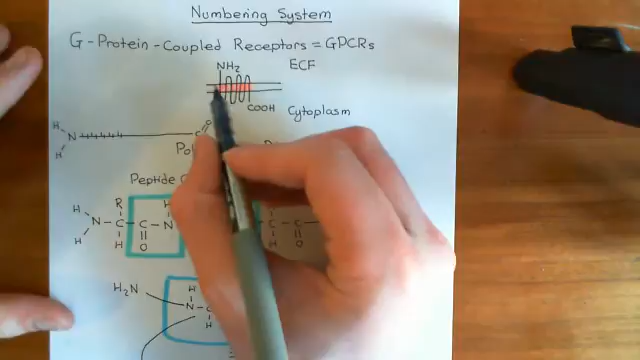 Numbering System
G-Protein-Coupled Receptors = GPCRs
NH2 ECF
COOH Cytoplasm
H N C O
H
Peptide
H R H
N - C - C - N C - C
H H O H O
H2N H
N
H